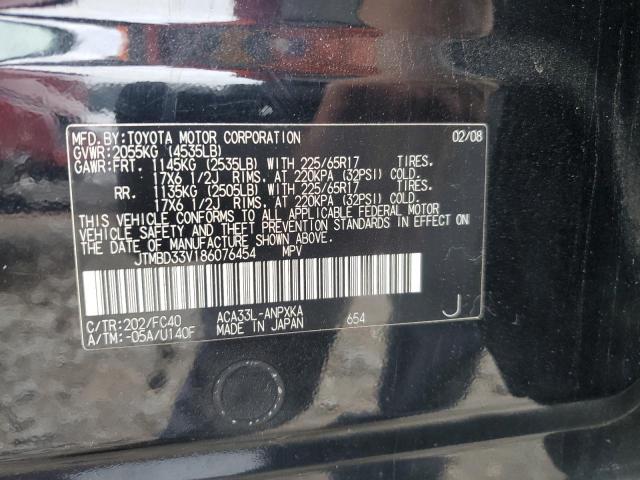 MFD.BY:TOYOTA MOTOR CORPORATION 02/08
GVWR:2055KG (4535LB)
GAWR:FRT. 1145KG (2535LB) WITH 225/65R17 TIRES.
17X6 1/2J RIMS. AT 220KPA (32PSI) COLD.
RR. 1135KG (2505LB) WITH 225/65R17 TIRES.
17X6 1/2J RIMS. AT 220KPA (32PSI) COLD.
THIS VEHICLE CONFORMS TO ALL APPLICABLE FEDERAL MOTOR
VEHICLE SAFETY AND THEFT PREVENTION STANDARDS IN EFFECT
ON THE DATE OF MANUFACTURE SHOWN ABOVE.
JTMBD33V186076454 MPV
C/TR:202/FC40 ACA33L-ANPXKA J
A/TM:-05A/U140F MADE IN JAPAN 654